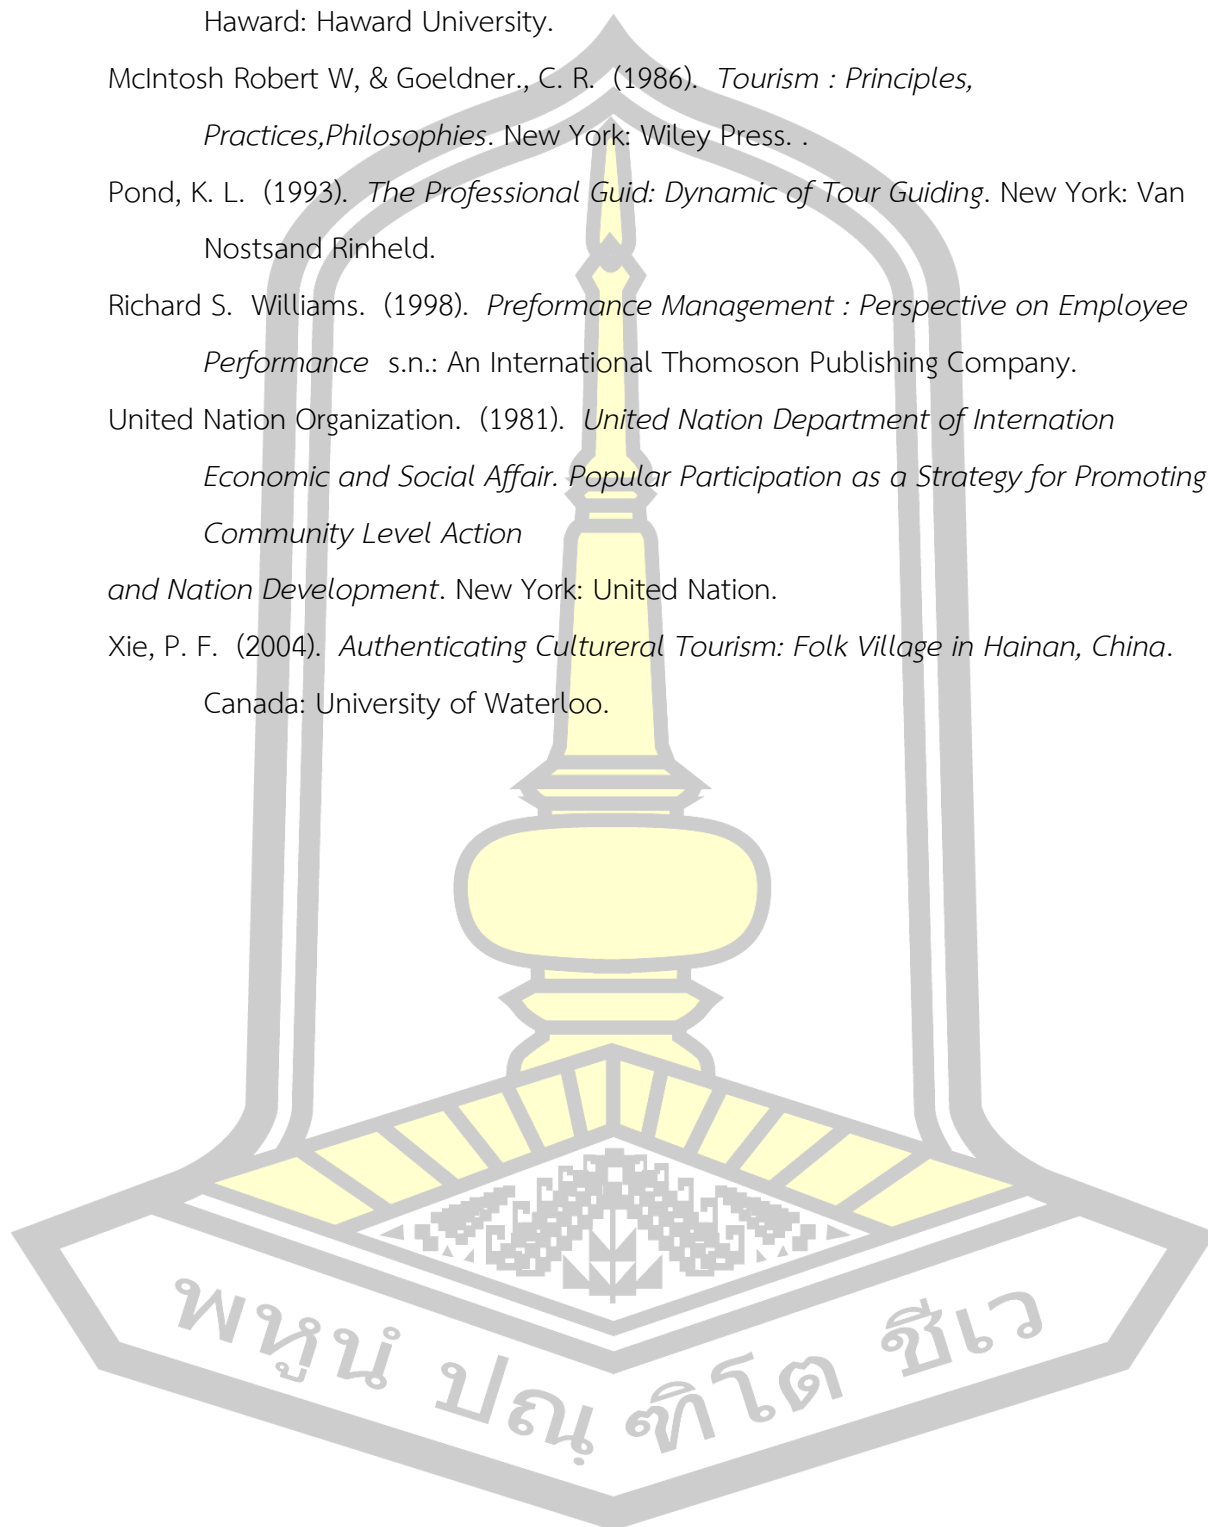 Haward: Haward University.
McIntosh Robert W, & Goeldner., C. R. (1986). Tourism : Principles,
Practices,Philosophies. New York: Wiley Press. .
Pond, K. L. (1993). The Professional Guid: Dynamic of Tour Guiding. New York: Van
Nostsand Rinheld.
Richard S. Williams. (1998). Preformance Management : Perspective on Employee
Performance s.n.: An International Thomoson Publishing Company.
United Nation Organization. (1981). United Nation Department of Internation
Economic and Social Affair. Popular Participation as a Strategy for Promoting
Community Level Action
and Nation Development. New York: United Nation.
Xie, P. F. (2004). Authenticating Cultureral Tourism: Folk Village in Hainan, China.
Canada: University of Waterloo.
พหูนํ ปณฺฑิโต ชีเว